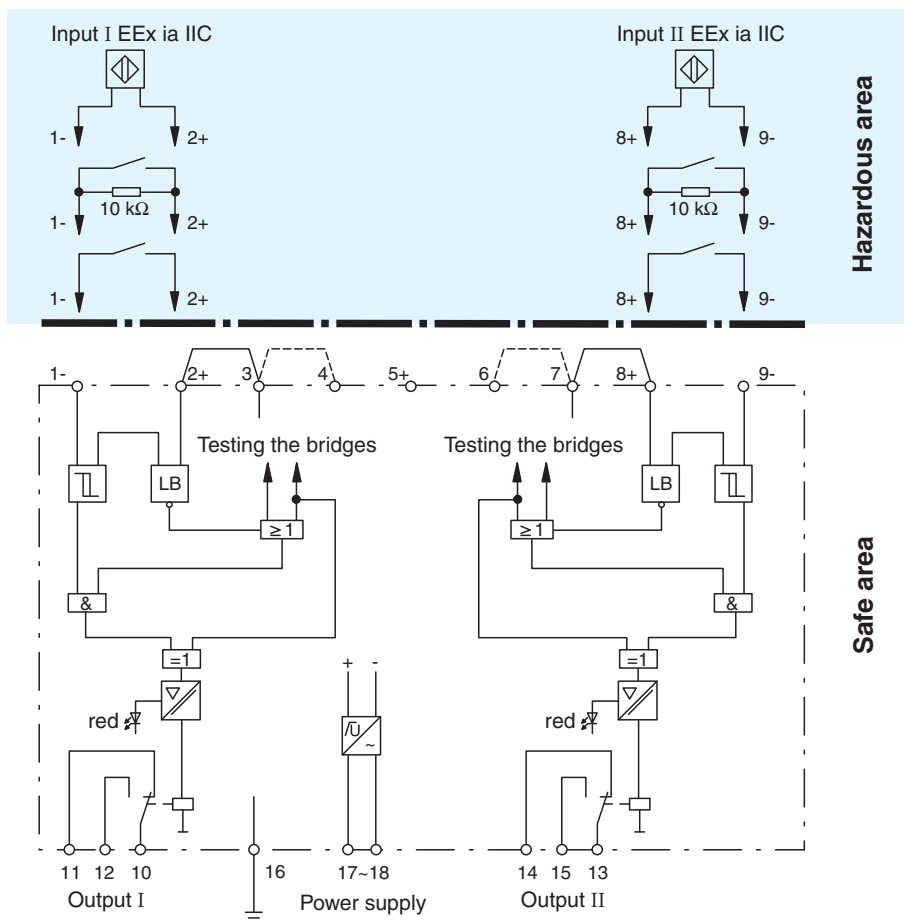 Input I EEx ia IIC
Input II EEx ia IIC
Hazardous area
1- 2+ 8+ 9-
10 kΩ 10 kΩ
1- 2+ 8+ 9-
1- 2+ 8+ 9-
1- 2+ 3 4 5+ 6 7 8+ 9-
Testing the bridges Testing the bridges
LB LB
≥1 ≥1
Safe area
& &
=1 =1
+ -
red red
U ~
11 12 10 16 17~18 14 15 13
Output I Power supply Output II